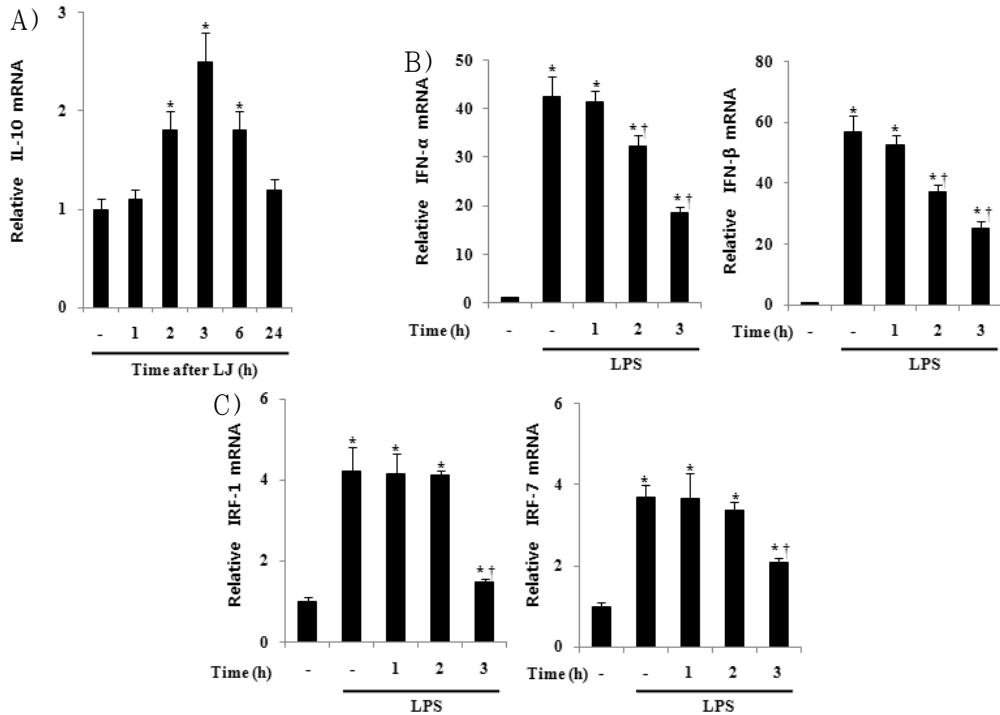 A)
Relative IL-10 mRNA
3
2
1
0
*
*
*
- 1 2 3 6 24
Time after LJ (h)
B)
Relative IFN-α mRNA
50
40
30
20
10
0
*
*
*†
*†
Time (h) - - 1 2 3
LPS
Relative IFN-β mRNA
80
60
40
20
0
*
*
*†
*†
- - 1 2 3
LPS
C)
Relative IRF-1 mRNA
6
4
2
0
*
*
*
*†
Time (h) - - 1 2 3
LPS
Relative IRF-7 mRNA
6
4
2
0
*
*
*
*†
Time (h) - - 1 2 3
LPS